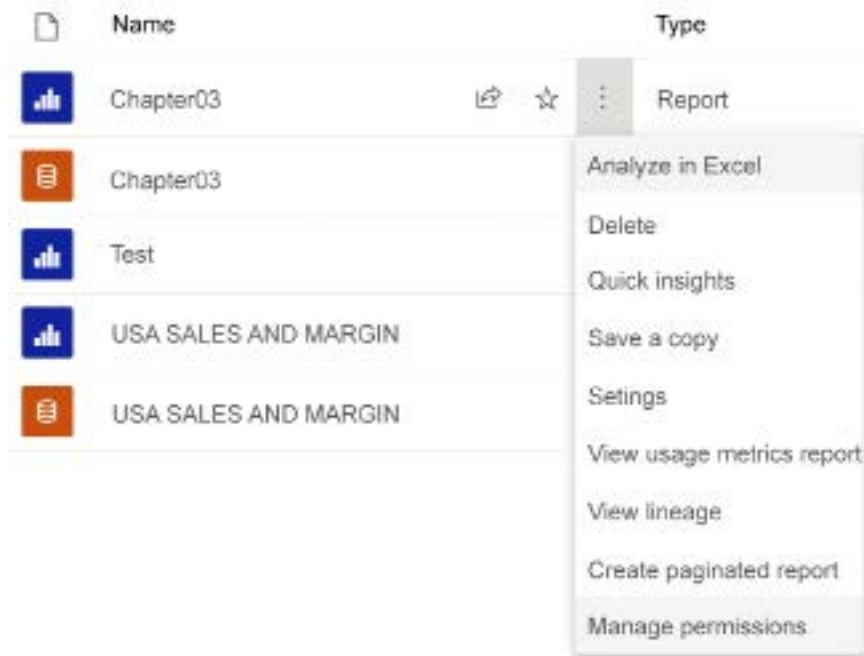 Name Type
Chapter03 Report
Analyze in Excel
Chapter03
Delete
Test
Quick insights
USA SALES AND MARGIN
Save a copy
Setings
USA SALES AND MARGIN
View usage metrics report
View lineage
Create paginated report
Manage permissions